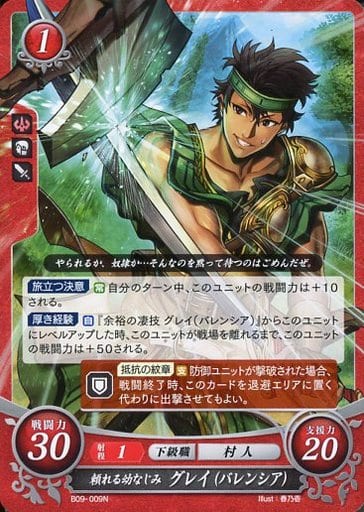 1
やられるか、奴隷か…そんなのを黙って待つのはごめんだぜ。
旅立つ決意 常 自分のターン中、このユニットの戦闘力は+10
される。
厚き経験 自 『余裕の凄技 グレイ(バレンシア)』からこのユニット
にレベルアップした時、このユニットが戦場を離れるまで、このユニット
の戦闘力は+50される。
抵抗の紋章 支 防御ユニットが撃破された場合、
戦闘終了時、このカードを退避エリアに置く
代わりに出撃させてもよい。
戦闘力
30
射程 1
下級職
村人
支援力
20
頼れる幼なじみ グレイ(バレンシア)
B09-009N
Illust:春乃壱